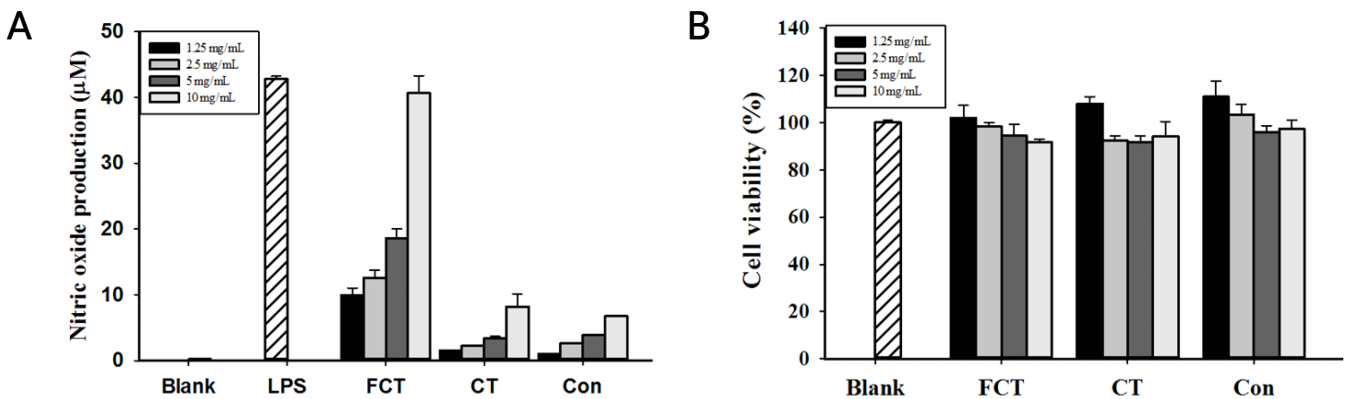 A
Nitric oxide production (μM)
50
40
30
20
10
0
1.25 mg/mL
2.5 mg/mL
5 mg/mL
10 mg/mL
Blank LPS FCT CT Con
B
Cell viability (%)
140
120
100
80
60
40
20
0
1.25 mg/mL
2.5 mg/mL
5 mg/mL
10 mg/mL
Blank FCT CT Con